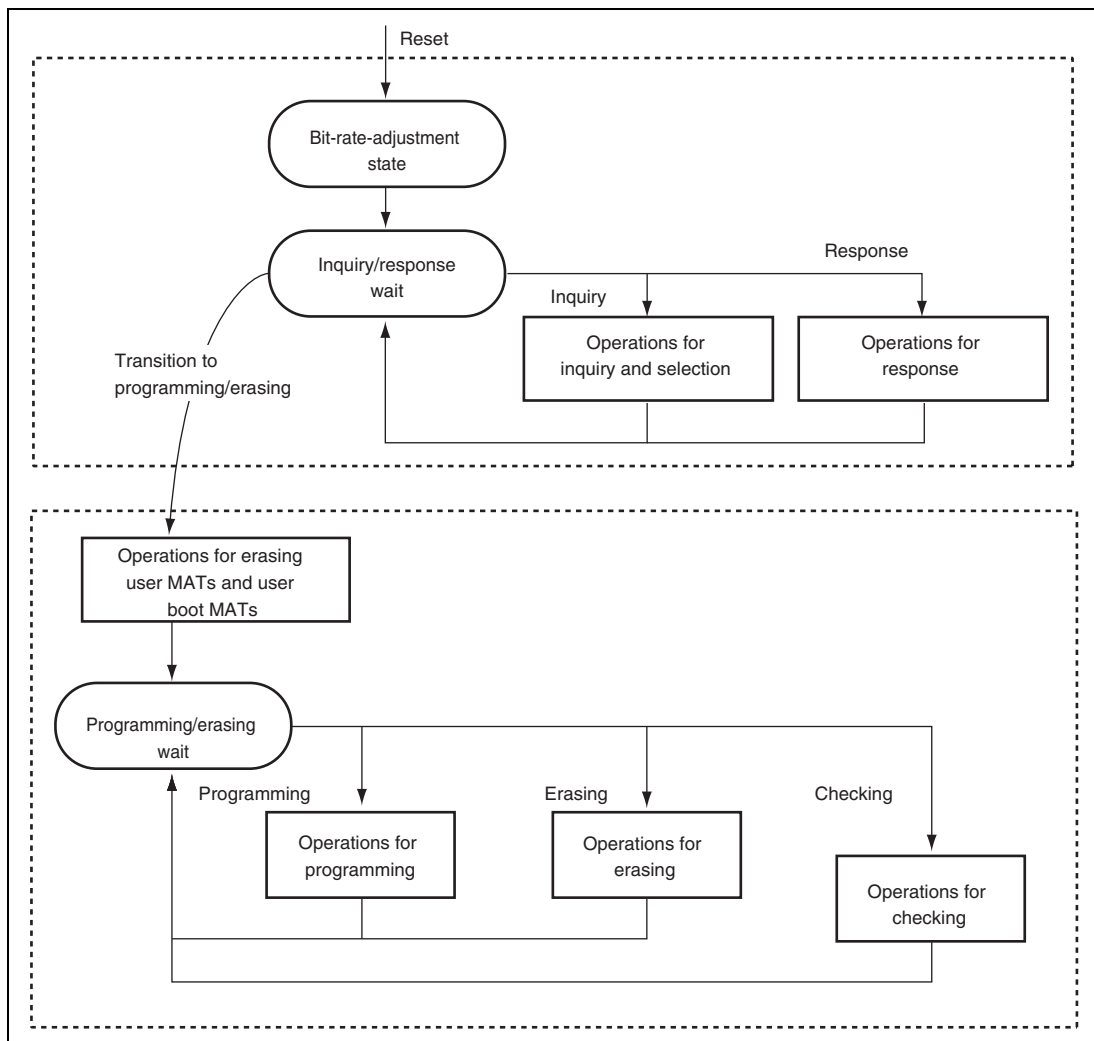 Reset
Bit-rate-adjustment
state
Inquiry/response
wait
Response
Inquiry
Operations for
inquiry and selection
Operations for
response
Transition to
programming/erasing
Operations for erasing
user MATs and user
boot MATs
Programming/erasing
wait
Programming
Erasing
Checking
Operations for
programming
Operations for
erasing
Operations for
checking